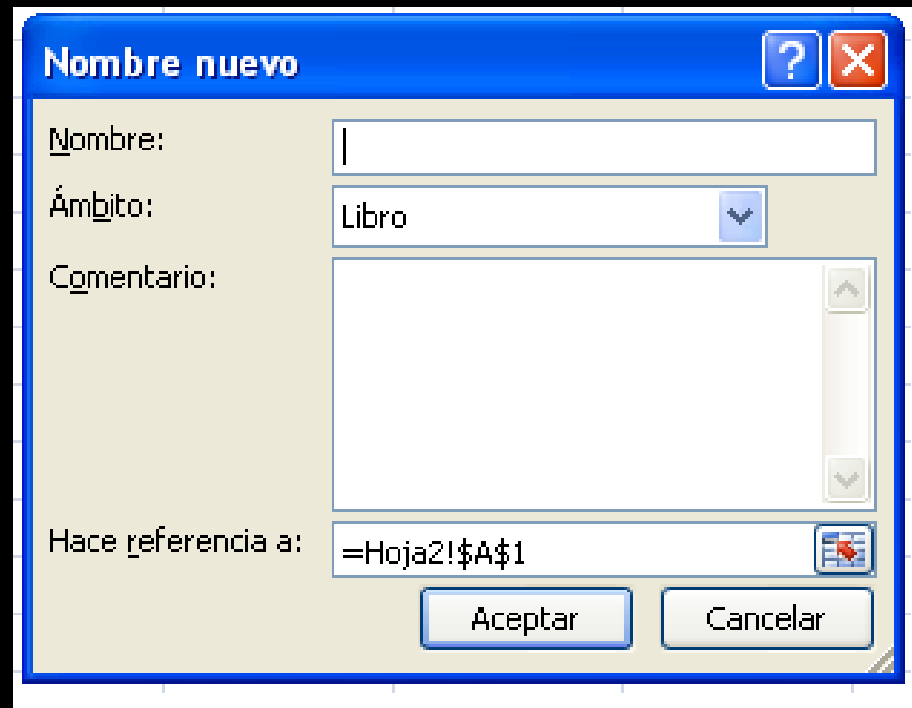 Nombre nuevo
Nombre:
Ámbito:
Libro
Comentario:
Hace referencia a:
=Hoja2!$A$1
Aceptar
Cancelar